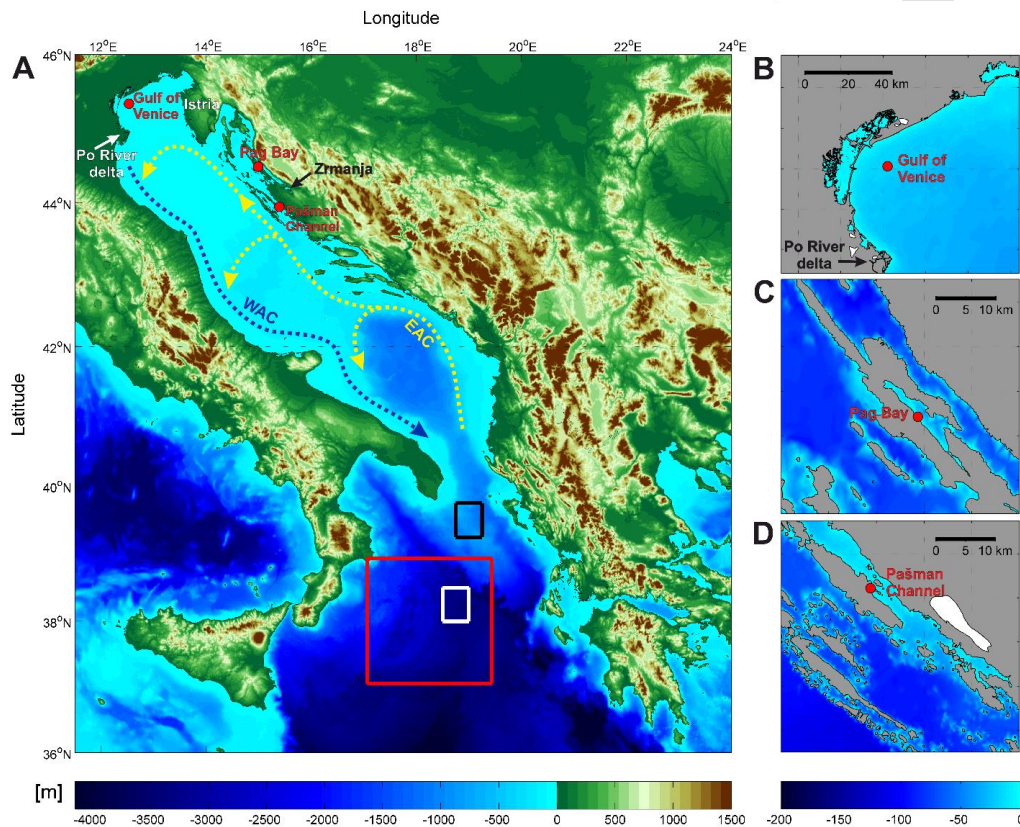 Longitude
12°E
14°E
16°E
18°E
20°E
22°E
24°E
A
46°N
44°N
42°N
40°N
38°N
36°N
Latitude
Gulf of
Venice
Istria
Po River
delta
Pag Bay
Zrmanja
Pašman
Channel
WAC
EAC
B
0 20 40 km
Gulf of
Venice
Po River
delta
C
0 5 10 km
Pag Bay
D
0 5 10 km
Pašman
Channel
[m]
-4000 -3500 -3000 -2500 -2000 -1500 -1000 -500 0 500 1000 1500
-200 -150 -100 -50 0